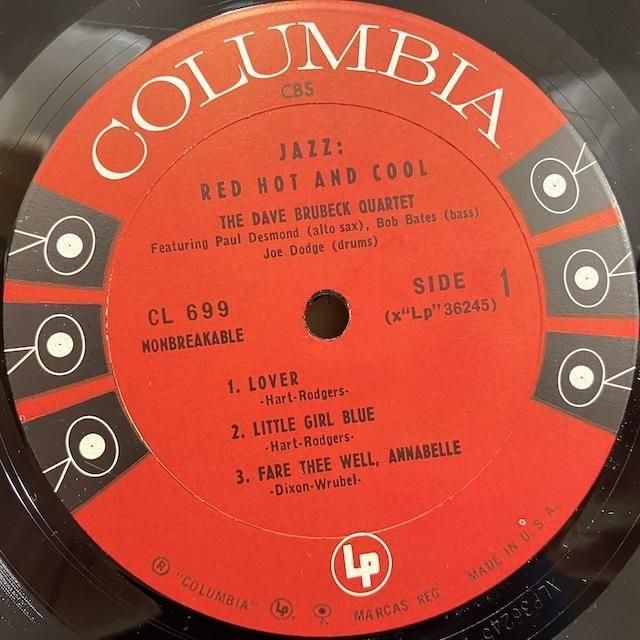 COLUMBIA
CBS
JAZZ:
RED HOT AND COOL
THE DAVE BRUBECK QUARTET
Featuring Paul Desmond (alto sax), Bob Bates (bass)
Joe Dodge (drums)
CL 699
NONBREAKABLE
SIDE 1
(x"Lp"36245)
1. LOVER
-Hart-Rodgers-
2. LITTLE GIRL BLUE
-Hart-Rodgers-
3. FARE THEE WELL, ANNABELLE
-Dixon-Wrubel-
Lp
® "COLUMBIA" Lp MARCAS REG MADE IN U.S.A.